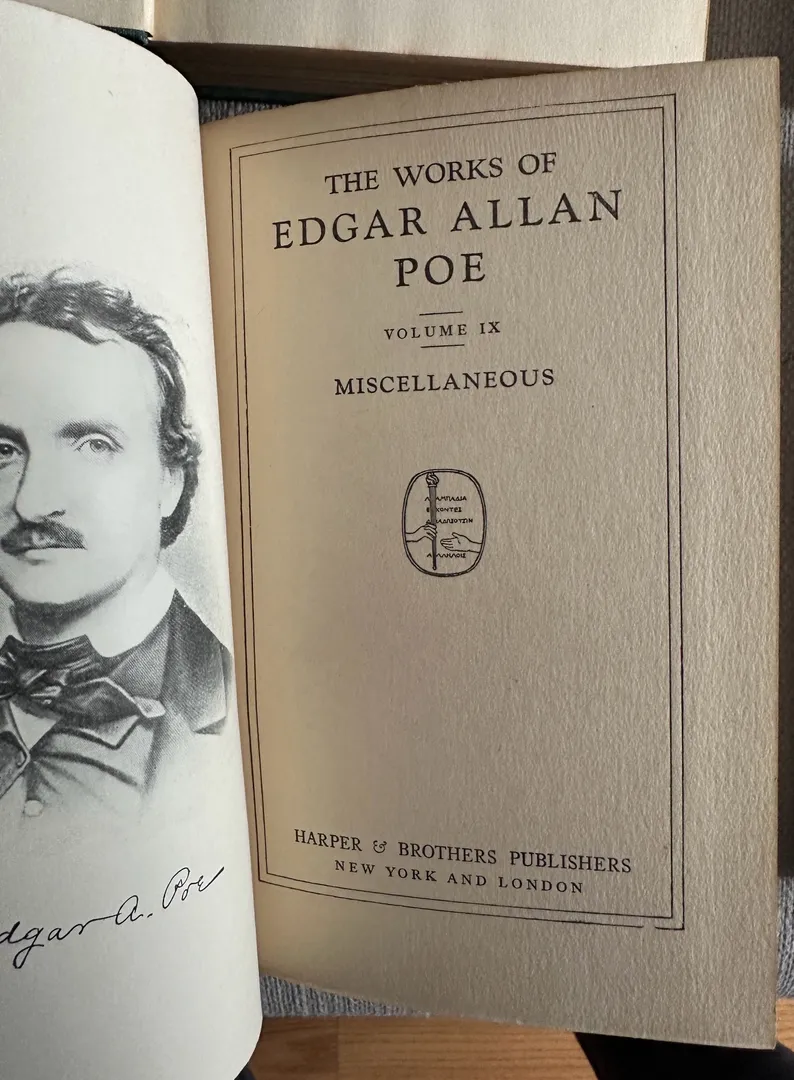 THE WORKS OF
EDGAR ALLAN
POE
VOLUME IX
MISCELLANEOUS
HARPER & BROTHERS PUBLISHERS
NEW YORK AND LONDON
dgar A. Poe